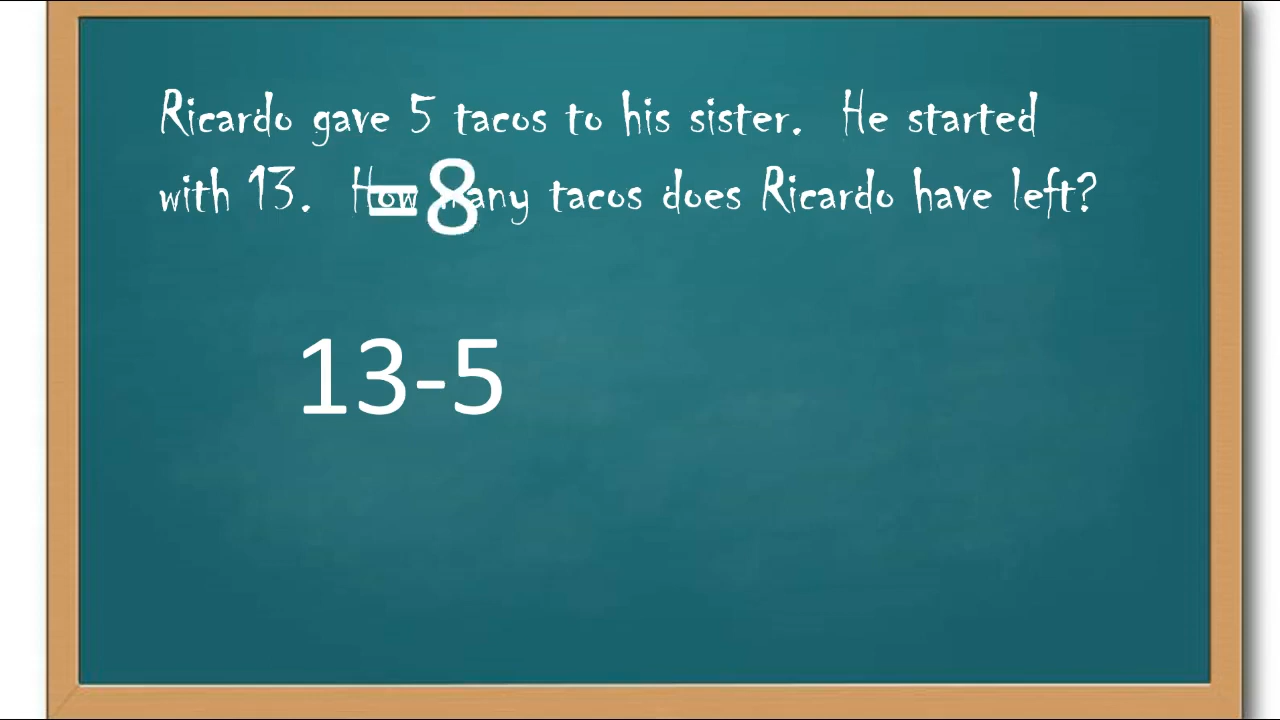 Ricardo gave 5 tacos to his sister. He started
with 13. How many tacos does Ricardo have left?
=8
13-5